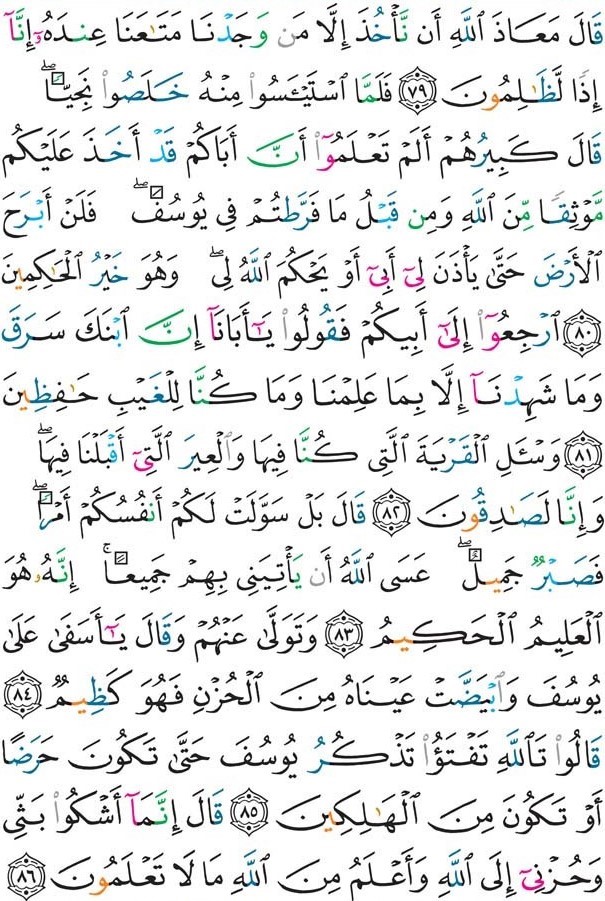 قَالَ مَعَاذَ ٱللَّهِ أَن نَّأۡخُذَ إِلَّا مَن وَجَدۡنَا مَتَٰعَنَا عِندَهُۥٓ إِنَّآ
إِذٗا لَّظَٰلِمُونَ ٧٩ فَلَمَّا ٱسۡتَيۡـَٔسُواْ مِنۡهُ خَلَصُواْ نَجِيّٗاۖ
قَالَ كَبِيرُهُمۡ أَلَمۡ تَعۡلَمُوٓاْ أَنَّ أَبَاكُمۡ قَدۡ أَخَذَ عَلَيۡكُم
مَّوۡثِقٗا مِّنَ ٱللَّهِ وَمِن قَبۡلُ مَا فَرَّطتُمۡ فِي يُوسُفَۖ فَلَنۡ أَبۡرَحَ
ٱلۡأَرۡضَ حَتَّىٰ يَأۡذَنَ لِيٓ أَبِيٓ أَوۡ يَحۡكُمَ ٱللَّهُ لِيۖ وَهُوَ خَيۡرُ ٱلۡحَٰكِمِينَ
٨٠ ٱرۡجِعُوٓاْ إِلَىٰٓ أَبِيكُمۡ فَقُولُواْ يَٰٓأَبَانَآ إِنَّ ٱبۡنَكَ سَرَقَ
وَمَا شَهِدۡنَآ إِلَّا بِمَا عَلِمۡنَا وَمَا كُنَّا لِلۡغَيۡبِ حَٰفِظِينَ
٨١ وَسۡـَٔلِ ٱلۡقَرۡيَةَ ٱلَّتِي كُنَّا فِيهَا وَٱلۡعِيرَ ٱلَّتِيٓ أَقۡبَلۡنَا فِيهَاۖ
وَإِنَّا لَصَٰدِقُونَ ٨٢ قَالَ بَلۡ سَوَّلَتۡ لَكُمۡ أَنفُسُكُمۡ أَمۡرٗاۖ
فَصَبۡرٞ جَمِيلٌۖ عَسَى ٱللَّهُ أَن يَأۡتِيَنِي بِهِمۡ جَمِيعًاۚ إِنَّهُۥ هُوَ
ٱلۡعَلِيمُ ٱلۡحَكِيمُ ٨٣ وَتَوَلَّىٰ عَنۡهُمۡ وَقَالَ يَٰٓأَسَفَىٰ عَلَىٰ
يُوسُفَ وَٱبۡيَضَّتۡ عَيۡنَاهُ مِنَ ٱلۡحُزۡنِ فَهُوَ كَظِيمٞ ٨٤
قَالُواْ تَٱللَّهِ تَفۡتَؤُاْ تَذۡكُرُ يُوسُفَ حَتَّىٰ تَكُونَ حَرَضًا
أَوۡ تَكُونَ مِنَ ٱلۡهَٰلِكِينَ ٨٥ قَالَ إِنَّمَآ أَشۡكُواْ بَثِّي
وَحُزۡنِيٓ إِلَى ٱللَّهِ وَأَعۡلَمُ مِنَ ٱللَّهِ مَا لَا تَعۡلَمُونَ ٨٦